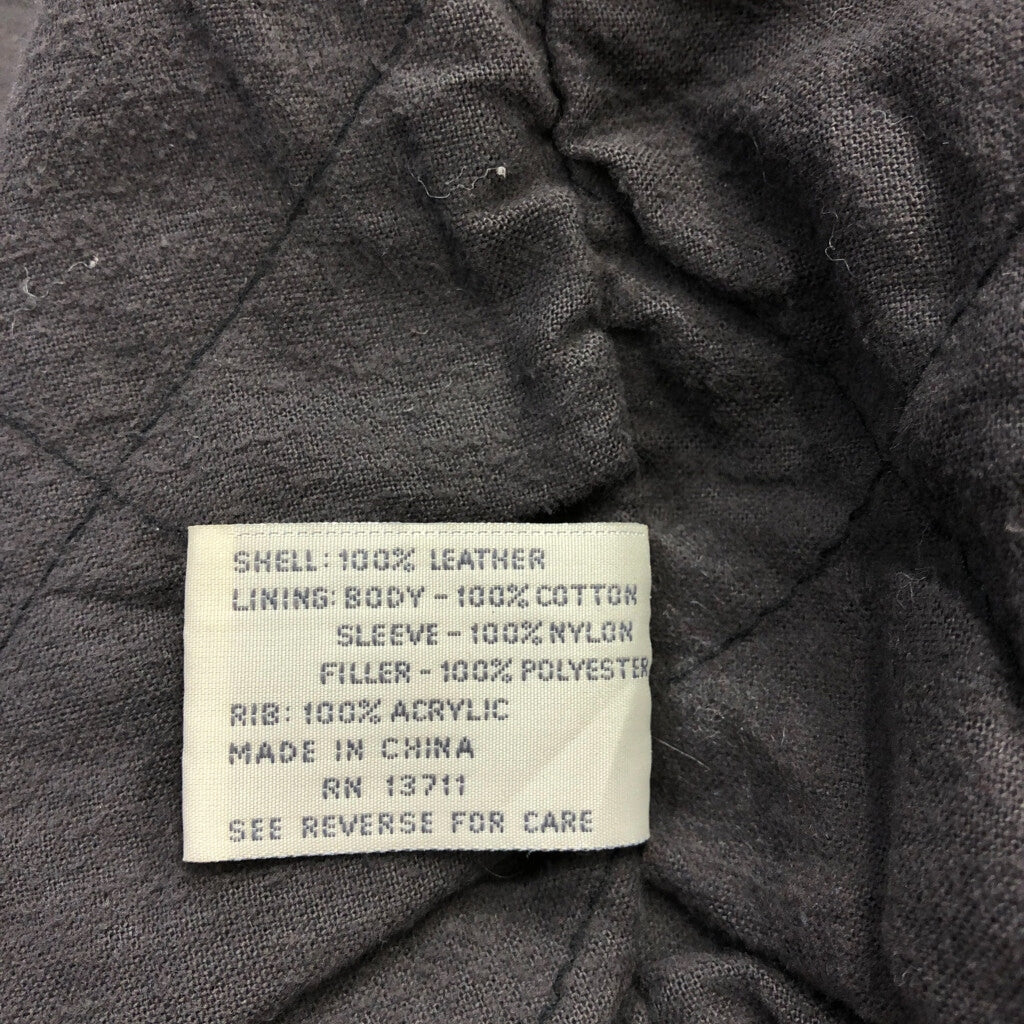 SHELL: 100% LEATHER
LINING: BODY - 100% COTTON
SLEEVE - 100% NYLON
FILLER - 100% POLYESTER
RIB: 100% ACRYLIC
MADE IN CHINA
RN 13711
SEE REVERSE FOR CARE